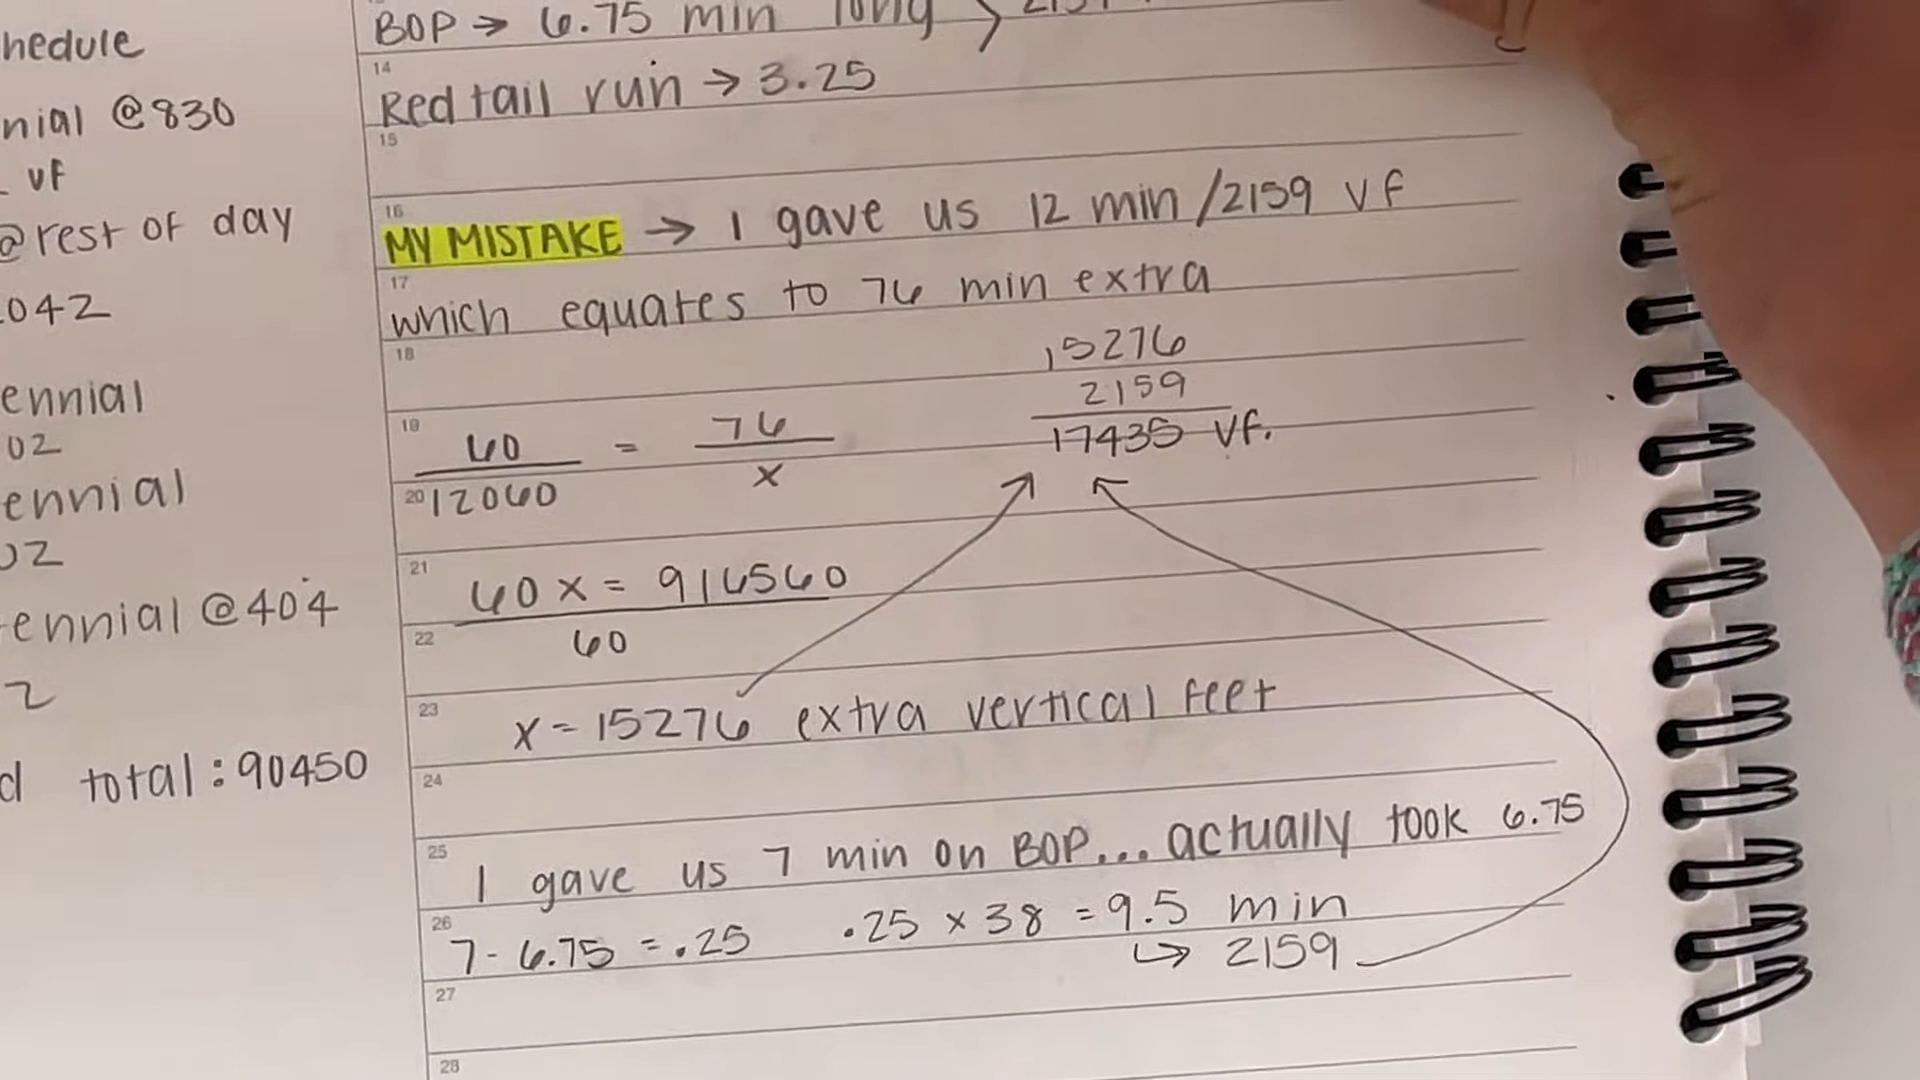 hedule
nial @830
VF
@rest of day
042
ennial
02
ennial
02
ennial @404
2
d total: 90450
13
BOP → 6.75 min long > 2159
14
Redtail run → 3.25
15
16
MY MISTAKE → I gave us 12 min/2159 VF
17
which equates to 76 min extra
18
15276
2159
17435 VF.
19
60 = 76
20
12060 x
21
60x = 916560
22
60
23
x = 15276 extra vertical feet
24
25
I gave us 7 min on BOP... actually took 6.75
26
7 - 6.75 = .25 .25 x 38 = 9.5 min
↳ 2159
27
28